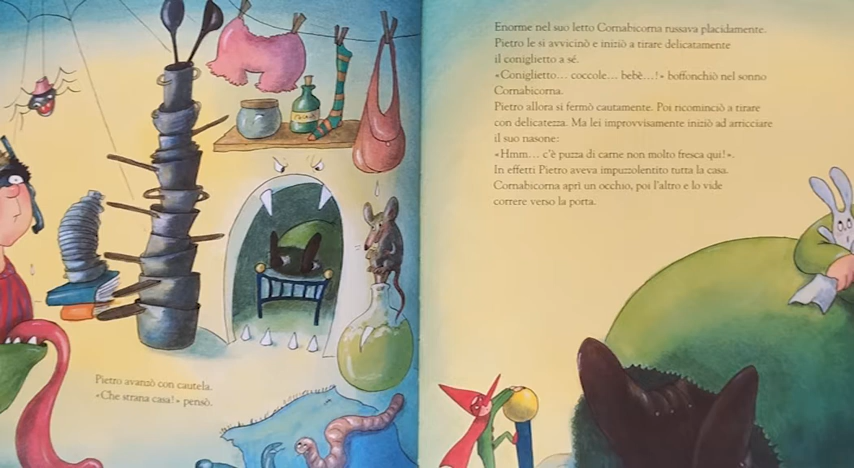 Pietro avanzò con cautela.
«Che strana casa!» pensò.
Enorme nel suo letto Cornabicorna russava placidamente.
Pietro le si avvicinò e iniziò a tirare delicatamente
il coniglietto a sé.
«Coniglietto... coccole... bebè...!» boffonchiò nel sonno
Cornabicorna.
Pietro allora si fermò cautamente. Poi ricominciò a tirare
con delicatezza. Ma lei improvvisamente iniziò ad arricciare
il suo nasone:
«Hmm... c'è puzza di carne non molto fresca qui!».
In effetti Pietro aveva impuzzolentito tutta la casa.
Cornabicorna aprì un occhio, poi l'altro e lo vide
correre verso la porta.